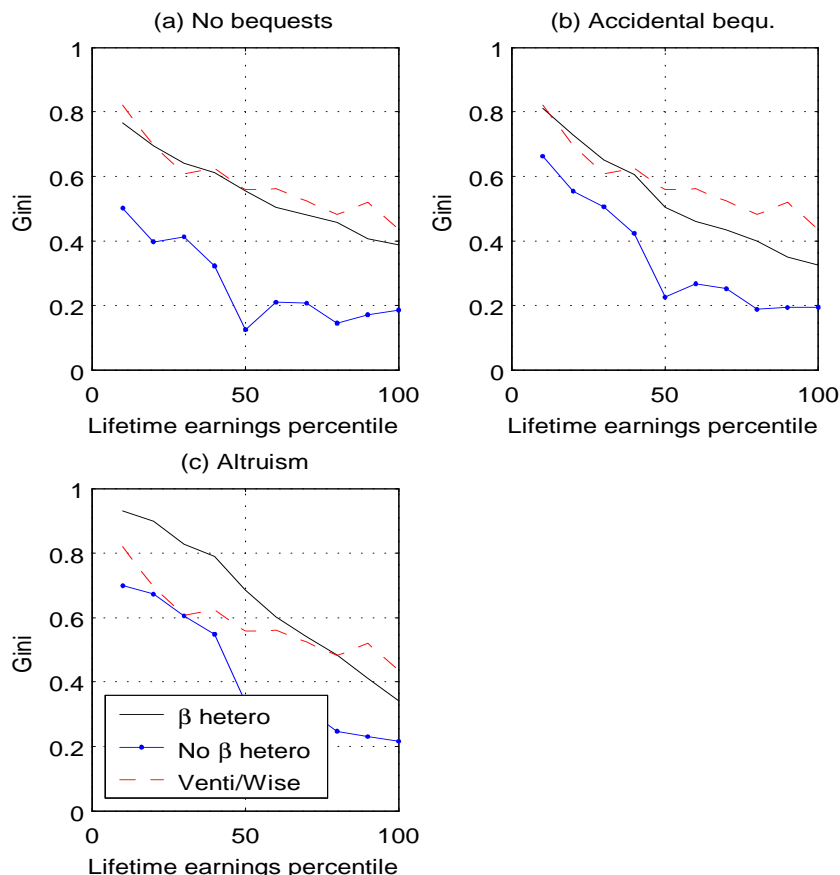 (a) No bequests
(b) Accidental bequ.
1
0.8
0.6
0.4
0.2
0
Gini
0 50 100
Lifetime earnings percentile
1
0.8
0.6
0.4
0.2
0
Gini
0 50 100
Lifetime earnings percentile
(c) Altruism
1
0.8
0.6
0.4
0.2
0
Gini
β hetero
No β hetero
Venti/Wise
0 50 100
Lifetime earnings percentile